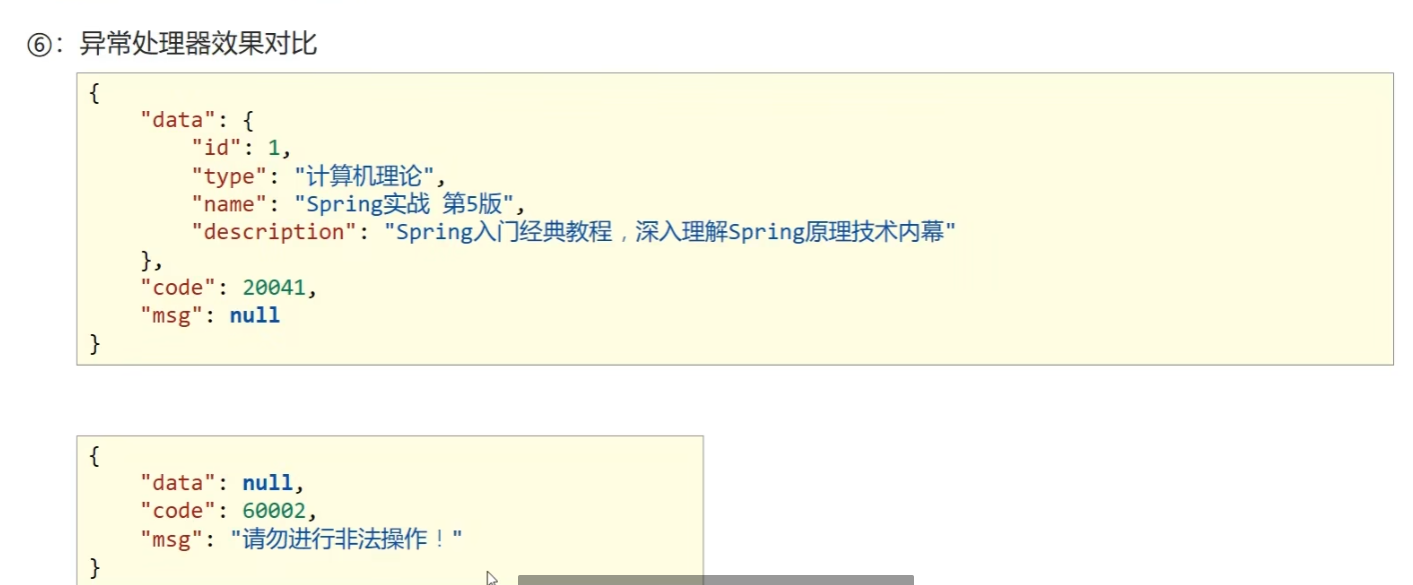 ⑥：异常处理器效果对比
{
    "data": {
        "id": 1,
        "type": "计算机理论",
        "name": "Spring实战 第5版",
        "description": "Spring入门经典教程，深入理解Spring原理技术内幕"
    },
    "code": 20041,
    "msg": null
}
{
    "data": null,
    "code": 60002,
    "msg": "请勿进行非法操作！"
}